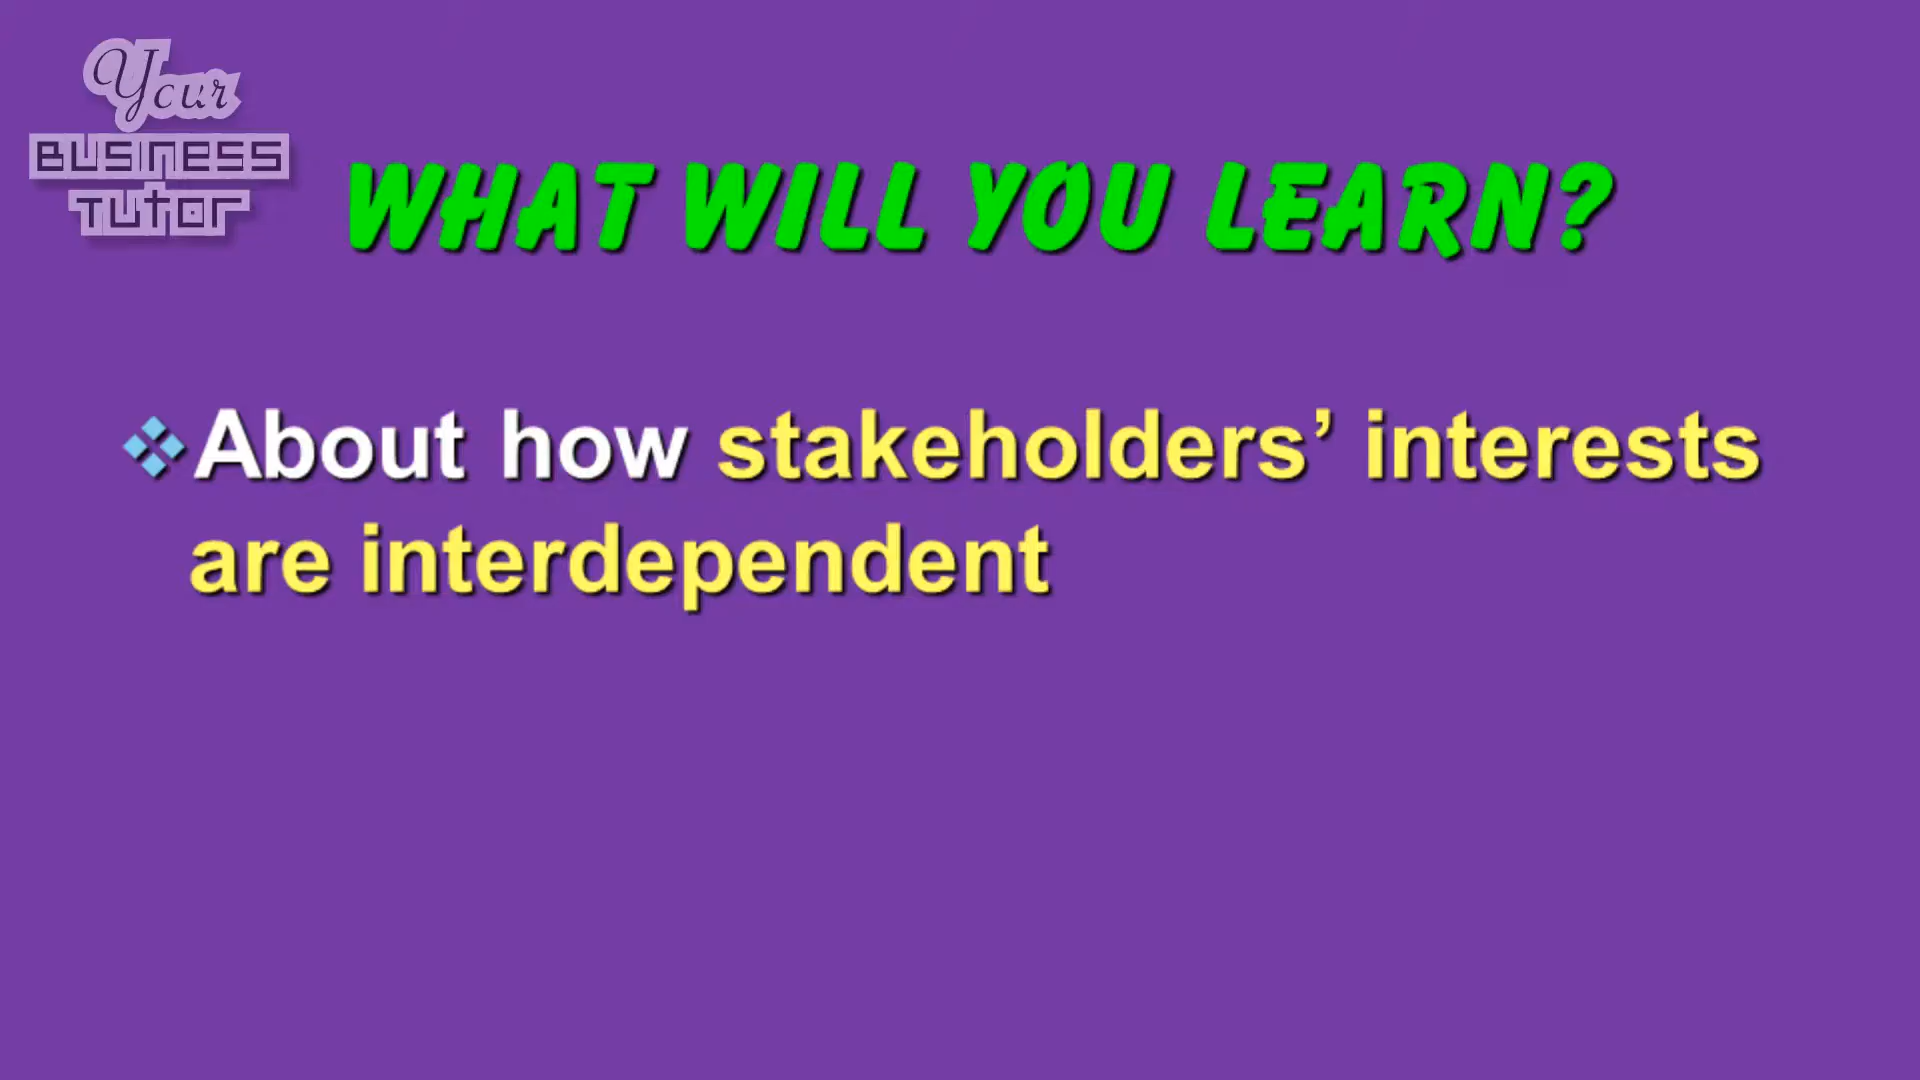 Your
BUSINESS
TUTOR
WHAT WILL YOU LEARN?
About how stakeholders’ interests
are interdependent